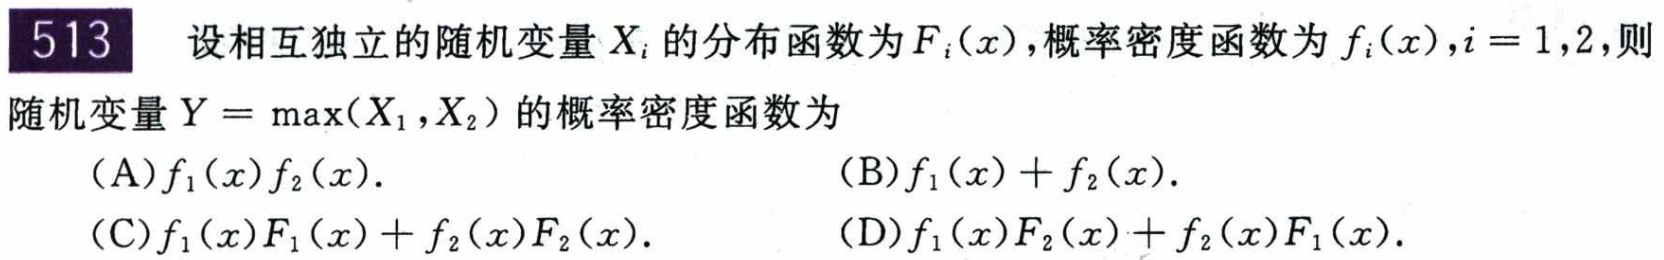 513 设相互独立的随机变量 $X_i$ 的分布函数为 $F_i(x)$,概率密度函数为 $f_i(x)$,$i = 1,2$,则
随机变量 $Y = \max(X_1,X_2)$ 的概率密度函数为
(A)$f_1(x)f_2(x)$. (B)$f_1(x)+f_2(x)$.
(C)$f_1(x)F_1(x)+f_2(x)F_2(x)$. (D)$f_1(x)F_2(x)+f_2(x)F_1(x)$.